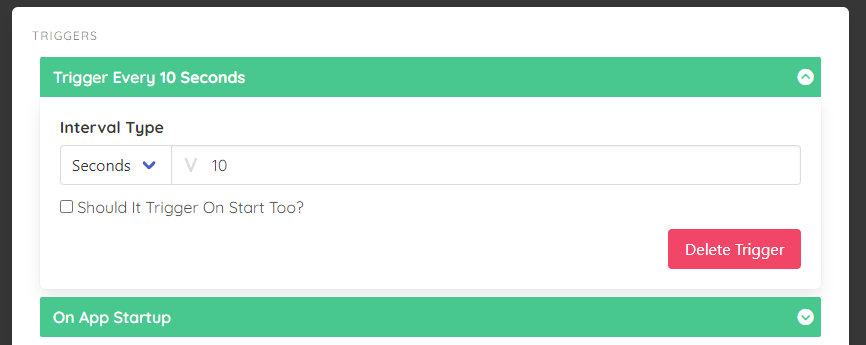 TRIGGERS
Trigger Every 10 Seconds
Interval Type
Seconds V 10
Should It Trigger On Start Too?
Delete Trigger
On App Startup